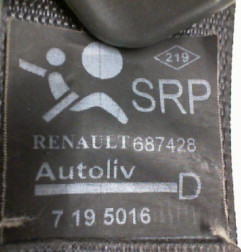 219
SRP
RENAULT 687428
Autoliv
D
7 19 5016